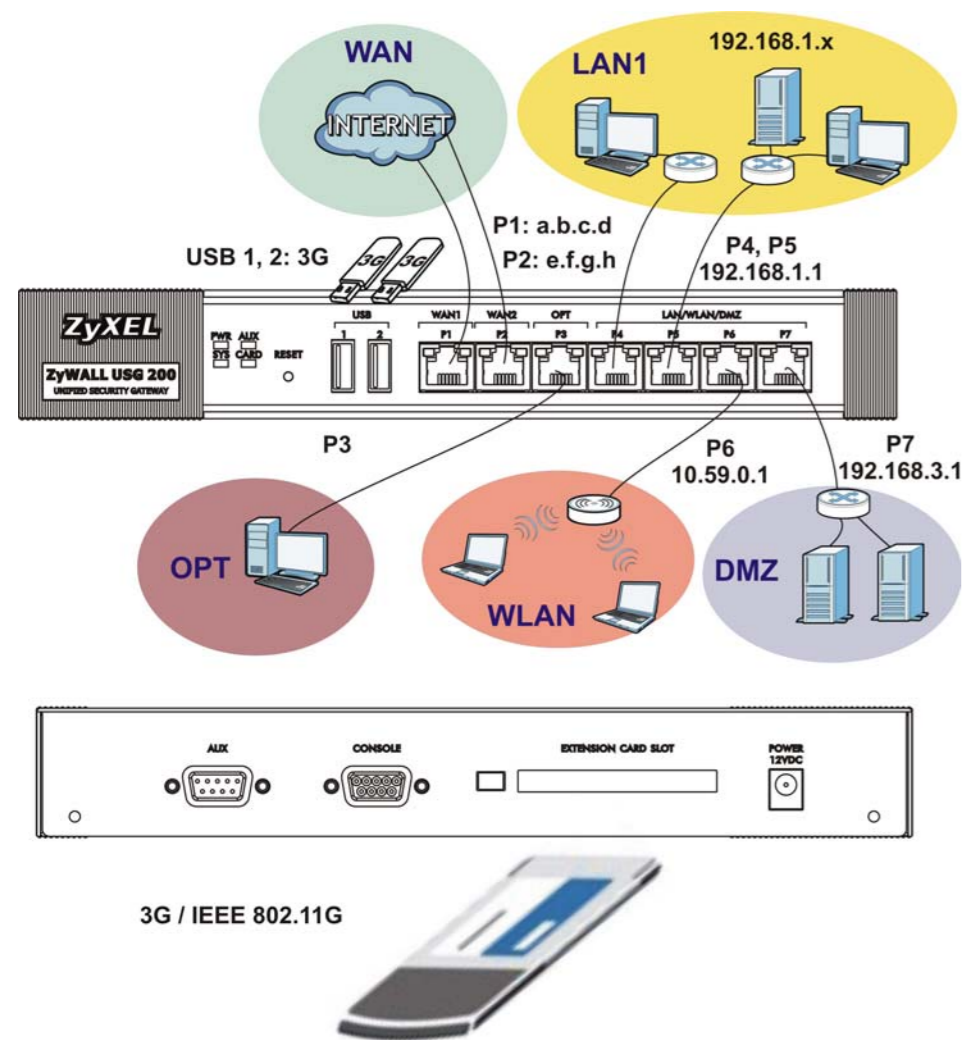 WAN
LAN1
192.168.1.x
INTERNET
P1: a.b.c.d
P2: e.f.g.h
USB 1, 2: 3G
3G
3G
P4, P5
192.168.1.1
ZyXEL
ZyWALL USG 200
UNIFIED SECURITY GATEWAY
PWR AUX
SYS CARD
RESET
USB
1 2
WAN1 WAN2 OPT LAN/WLAN/DMZ
P1 P2 P3 P4 P5 P6 P7
P3
P6
10.59.0.1
P7
192.168.3.1
OPT
WLAN
DMZ
AUX
CONSOLE
EXTENSION CARD SLOT
POWER
12VDC
3G / IEEE 802.11G